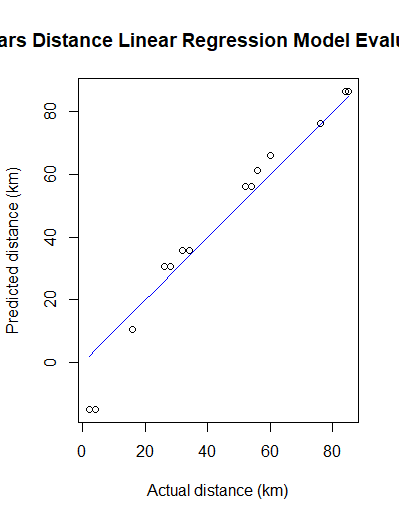 ars Distance Linear Regression Model Evalu
80
60
40
20
0
Predicted distance (km)
0 20 40 60 80
Actual distance (km)